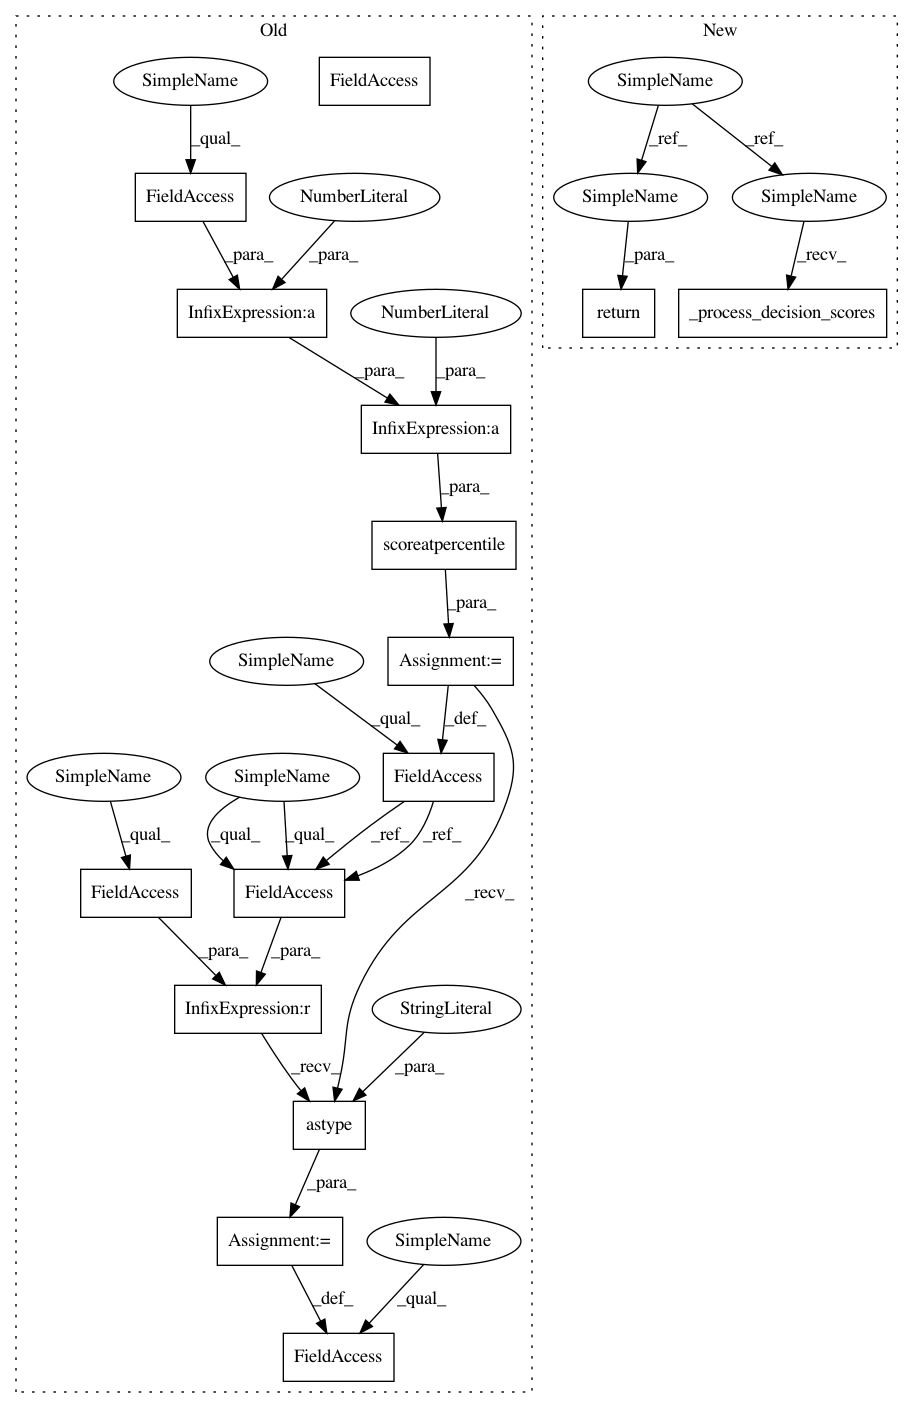 Old
New
SimpleName
FieldAccess
SimpleName
_qual_
_ref_
_ref_
FieldAccess
NumberLiteral
SimpleName
SimpleName
_para_
_para_
_para_
_recv_
InfixExpression:a
NumberLiteral
return
_process_decision_scores
_para_
_para_
InfixExpression:a
_para_
scoreatpercentile
_para_
SimpleName
Assignment:=
_qual_
_def_
SimpleName
SimpleName
FieldAccess
_qual_
_qual_
_qual_
_ref_
_ref_
FieldAccess
FieldAccess
_recv_
_para_
_para_
InfixExpression:r
StringLiteral
_recv_
_para_
astype
_para_
Assignment:=
SimpleName
_def_
_qual_
FieldAccess